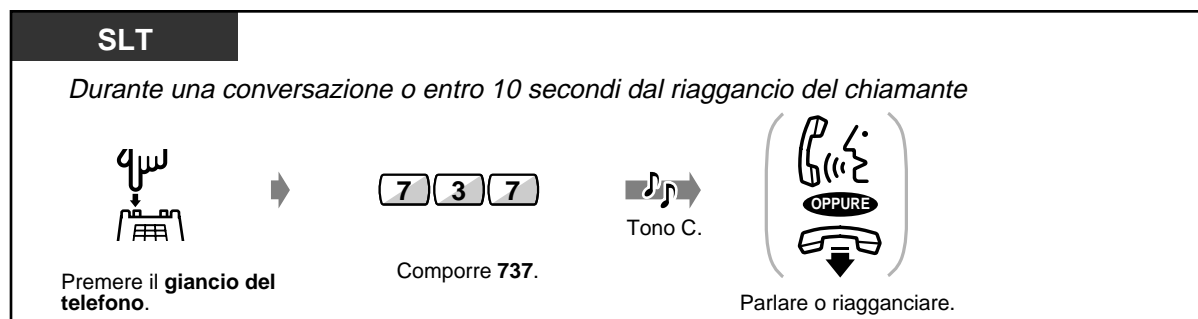 SLT
Durante una conversazione o entro 10 secondi dal riaggancio del chiamante
7 3 7
OPPURE
Tono C.
Premere il giancio del
telefono.
Comporre 737.
Parlare o riagganciare.